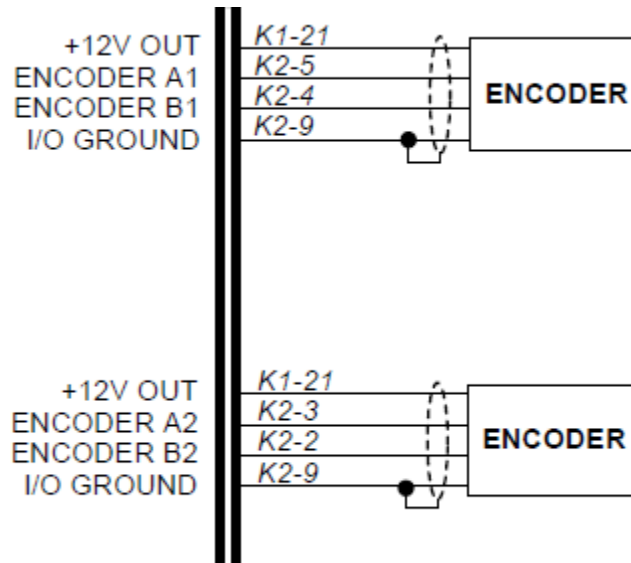 +12V OUT K1-21
ENCODER A1 K2-5 ENCODER
ENCODER B1 K2-4
I/O GROUND K2-9
+12V OUT K1-21
ENCODER A2 K2-3 ENCODER
ENCODER B2 K2-2
I/O GROUND K2-9